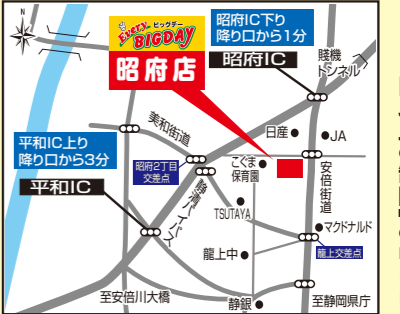 N
Every ビッグデー
BIGDAY
昭府店
昭府IC下り
降り口から1分
昭府IC
賤機
トンネル
美和街道
日産
JA
平和IC上り
降り口から3分
平和IC
昭府2丁目
交差点
こぐま
保育園
安倍街道
静清バイパス
TSUTAYA
マクドナルド
龍上中
籠上交差点
至安倍川大橋
静銀
至静岡県庁